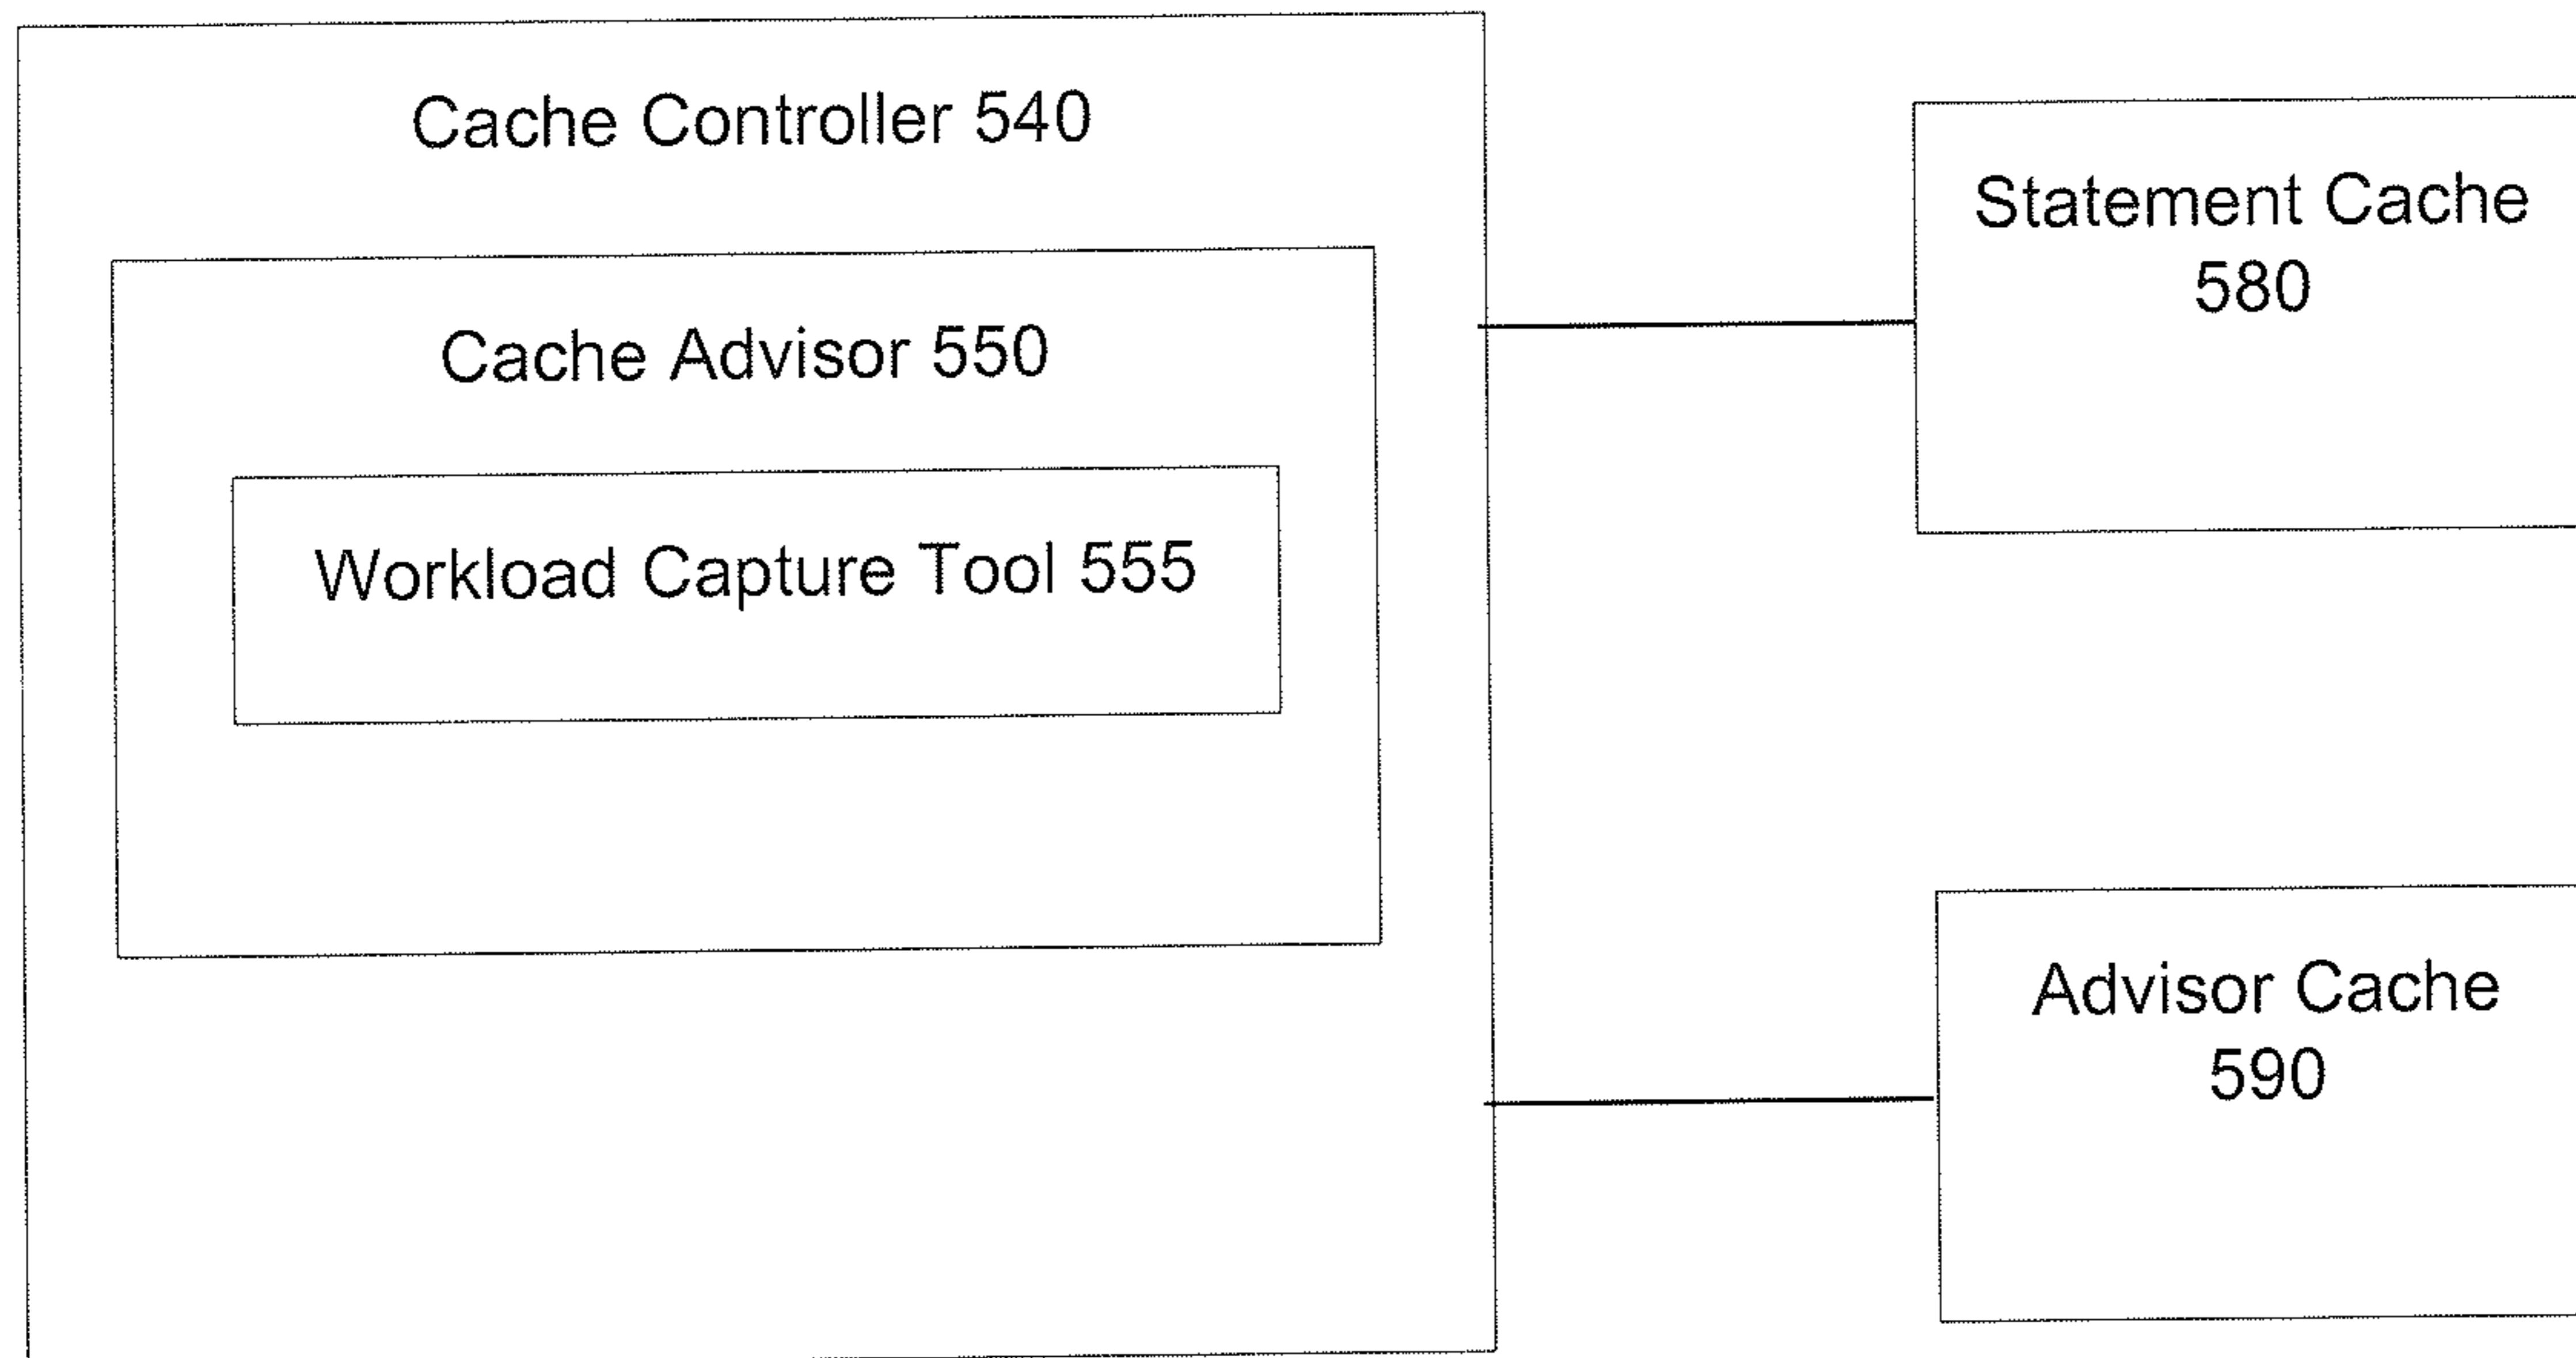 Cache Controller 540
Cache Advisor 550
Workload Capture Tool 555
Statement Cache
580
Advisor Cache
590